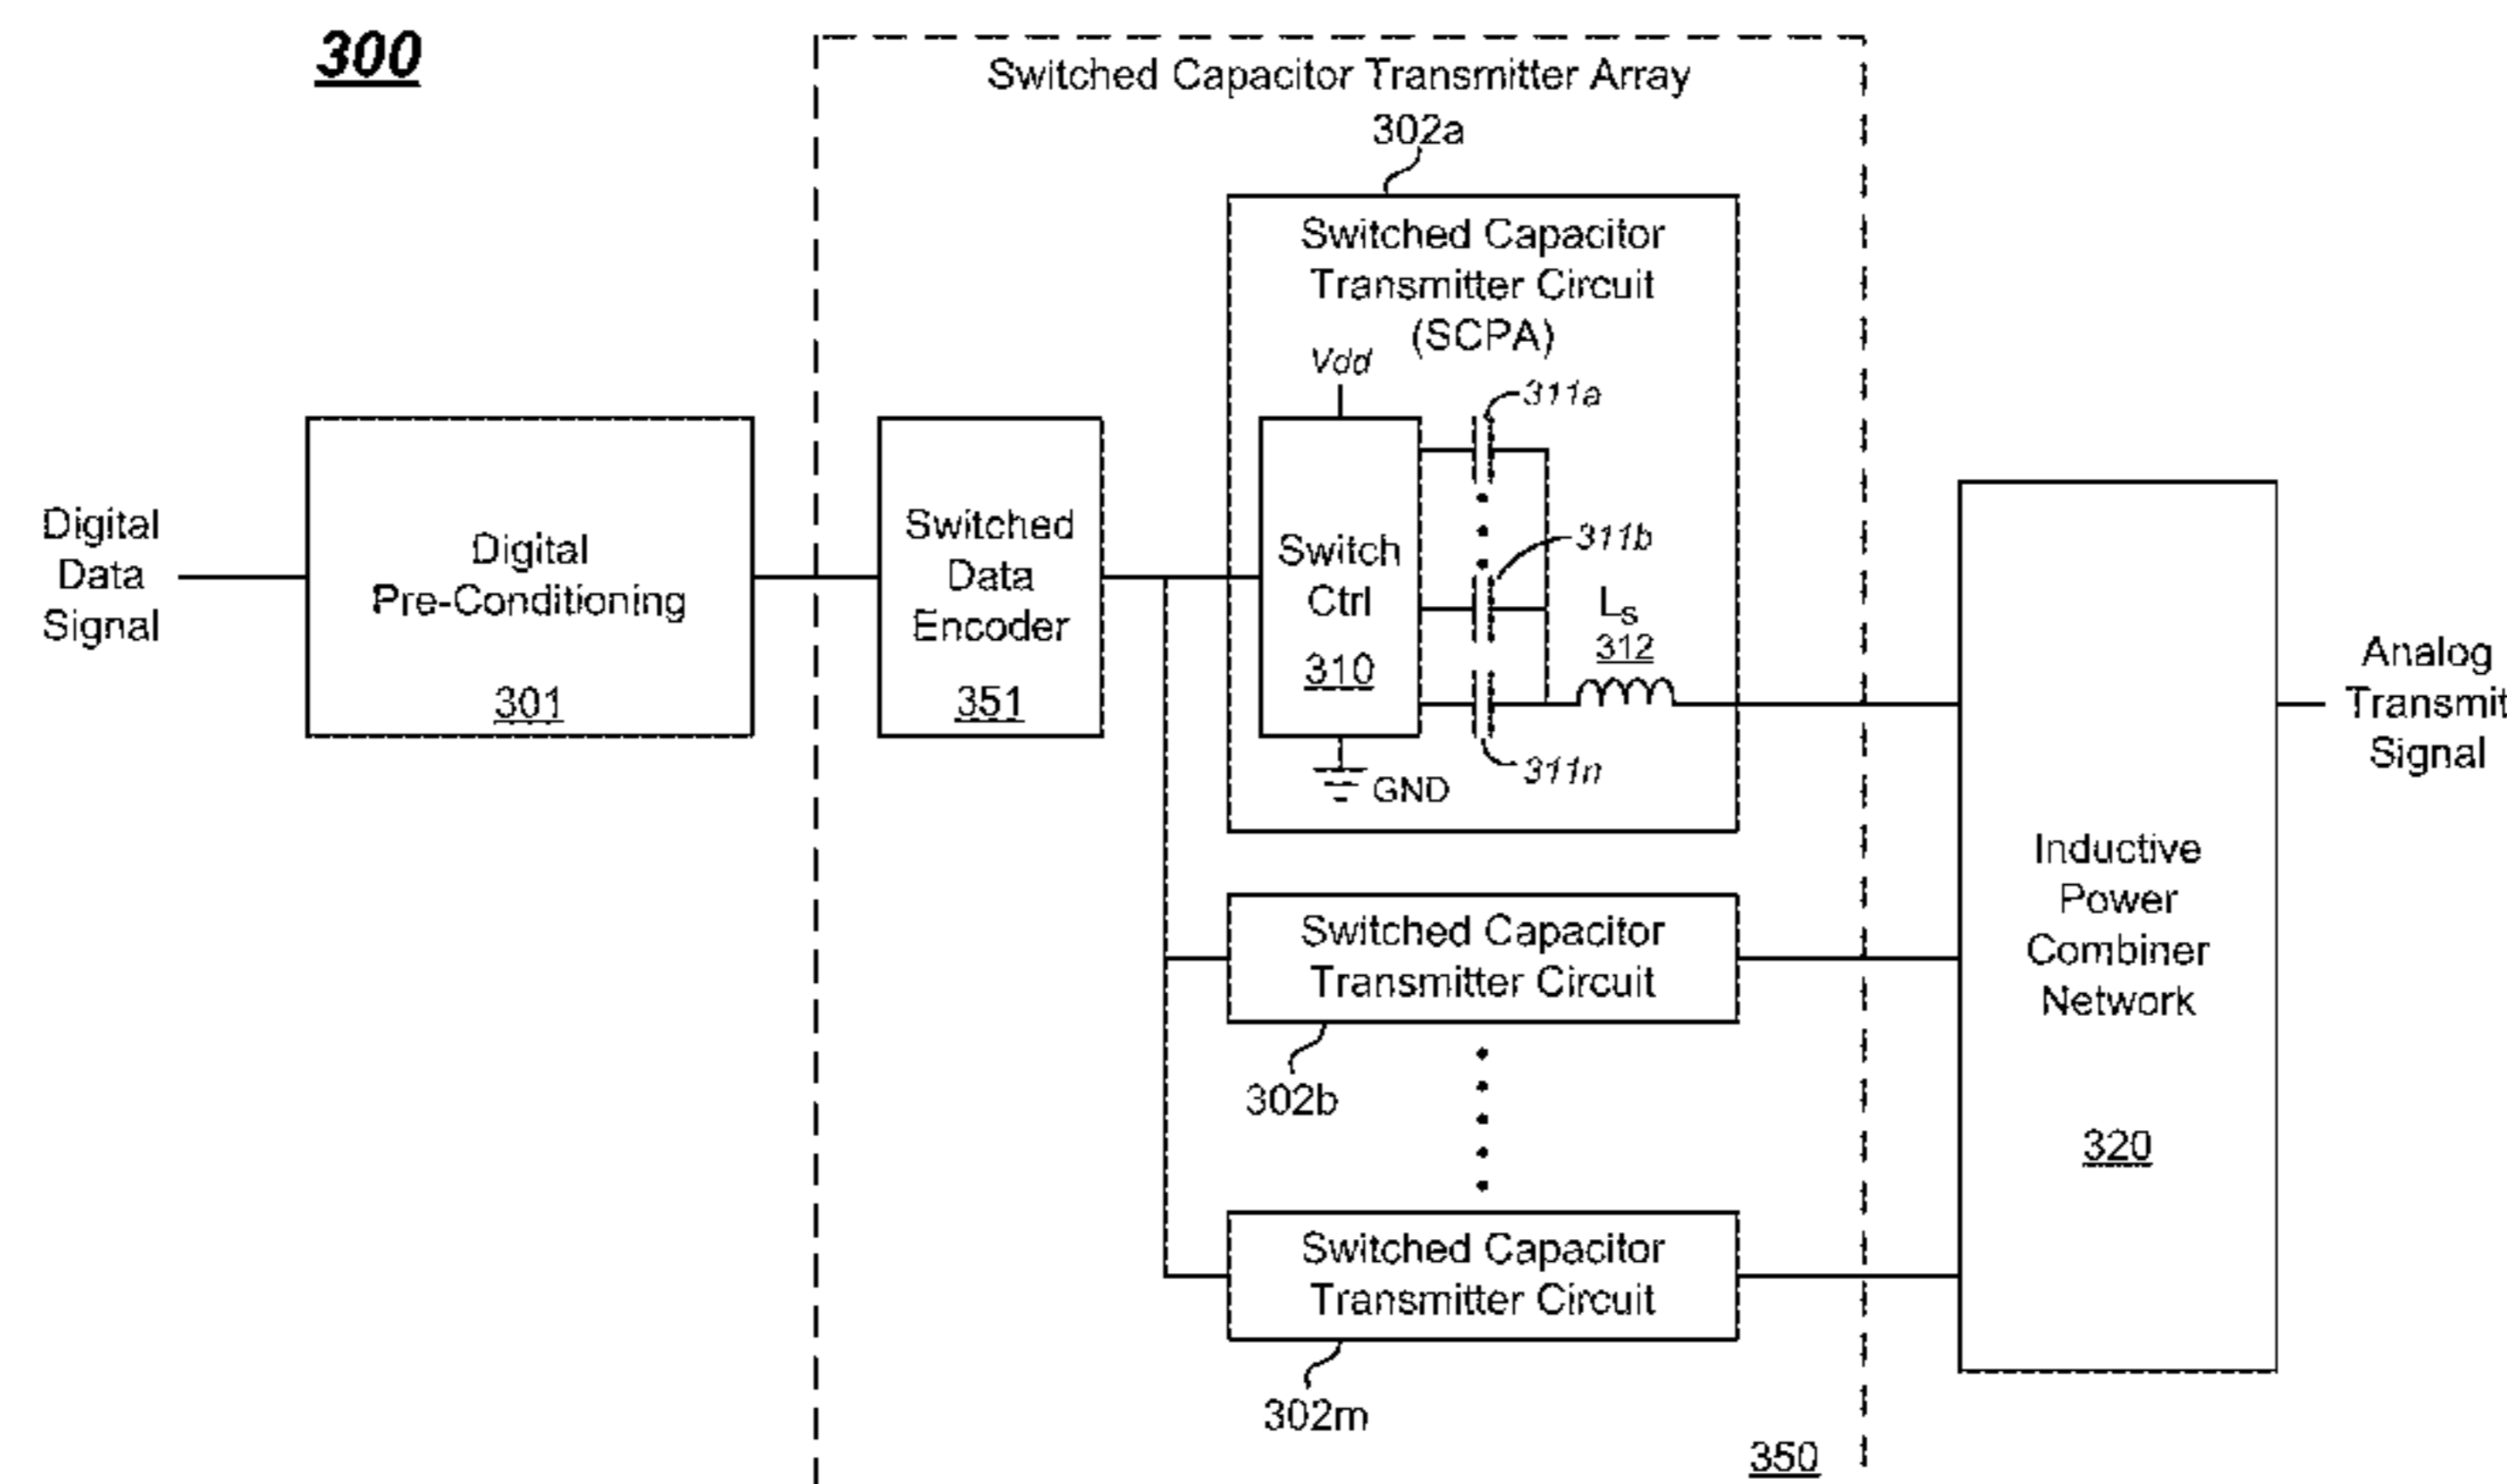 300
Switched Capacitor Transmitter Array
302a
Switched Capacitor
Transmitter Circuit
(SCPA)
Vdd
311a
311b
Switch
Ctrl
310
L_S
312
311n
GND
Digital
Data
Signal
Digital
Pre-Conditioning
301
Switched
Data
Encoder
351
Analog
Transmit
Signal
Inductive
Power
Combiner
Network
320
Switched Capacitor
Transmitter Circuit
302b
Switched Capacitor
Transmitter Circuit
302m
350